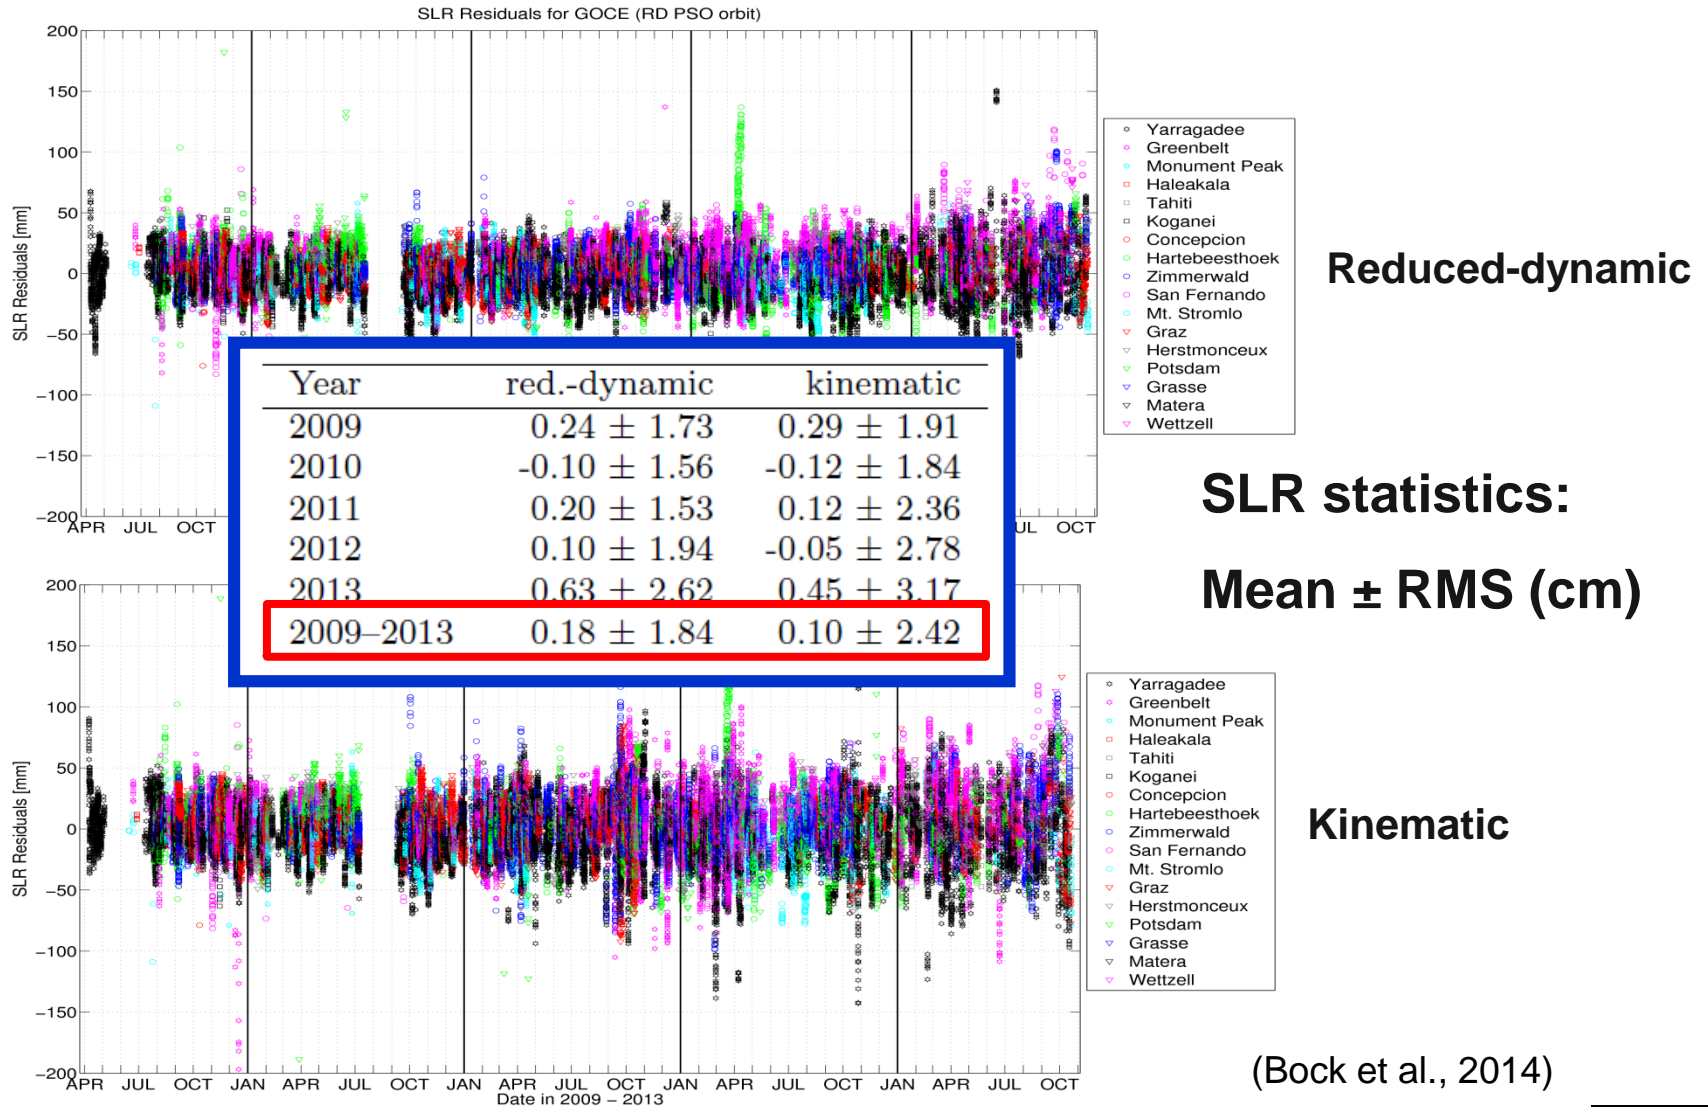 SLR Residuals for GOCE (RD PSO orbit)
SLR Residuals [mm]
200
150
100
50
0
−50
−100
−150
−200
APR JUL OCT
UL OCT
Yarragadee
Greenbelt
Monument Peak
Haleakala
Tahiti
Koganei
Concepcion
Hartebeesthoek
Zimmerwald
San Fernando
Mt. Stromlo
Graz
Herstmonceux
Potsdam
Grasse
Matera
Wettzell
Reduced-dynamic
Year red.-dynamic kinematic
2009 0.24 ± 1.73 0.29 ± 1.91
2010 -0.10 ± 1.56 -0.12 ± 1.84
2011 0.20 ± 1.53 0.12 ± 2.36
2012 0.10 ± 1.94 -0.05 ± 2.78
2013 0.63 ± 2.62 0.45 ± 3.17
2009–2013 0.18 ± 1.84 0.10 ± 2.42
SLR statistics:
Mean ± RMS (cm)
SLR Residuals [mm]
200
150
100
50
0
−50
−100
−150
−200
APR JUL OCT JAN APR JUL OCT JAN APR JUL OCT JAN APR JUL OCT JAN APR JUL OCT
Date in 2009 − 2013
Yarragadee
Greenbelt
Monument Peak
Haleakala
Tahiti
Koganei
Concepcion
Hartebeesthoek
Zimmerwald
San Fernando
Mt. Stromlo
Graz
Herstmonceux
Potsdam
Grasse
Matera
Wettzell
Kinematic
(Bock et al., 2014)